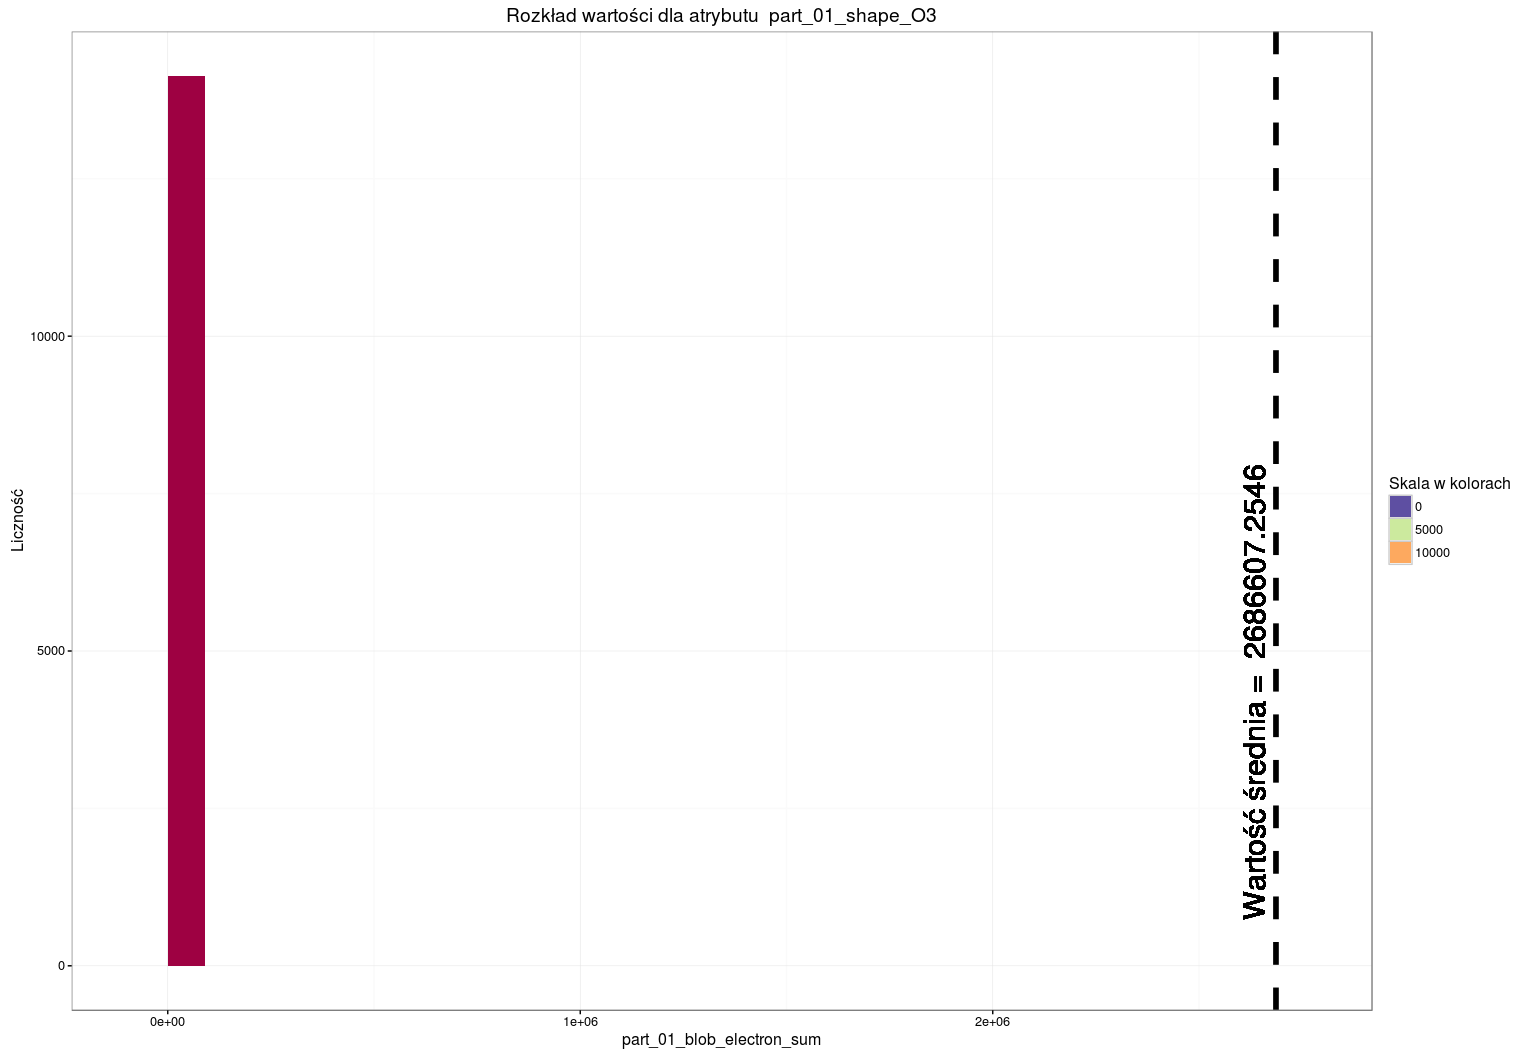 Rozkład wartości dla atrybutu  part_01_shape_O3
Liczność
10000
5000
0
Wartość średnia =  2686607.2546
0e+00
1e+06
2e+06
part_01_blob_electron_sum
Skala w kolorach
0
5000
10000